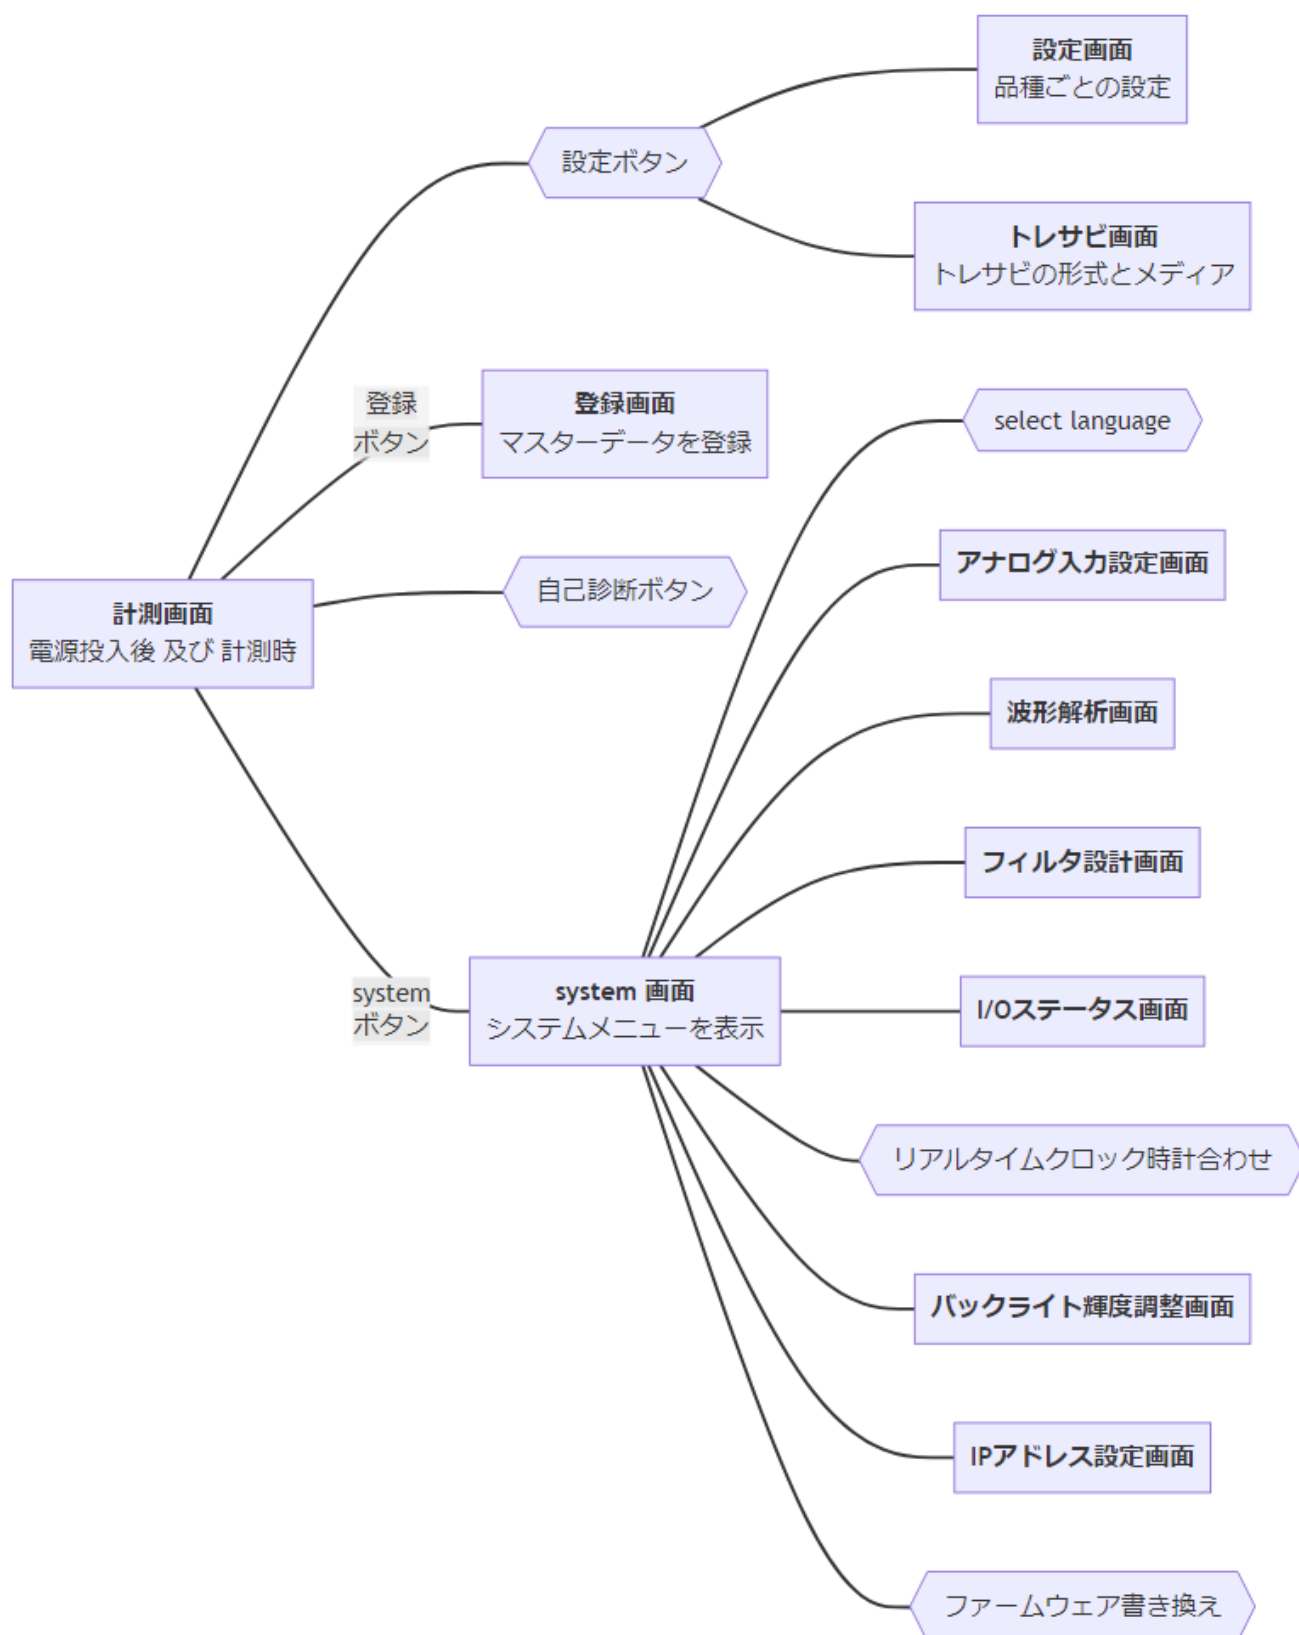 設定画面
品種ごとの設定
設定ボタン
トレサビ画面
トレサビの形式とメディア
登録
ボタン
登録画面
マスターデータを登録
select language
アナログ入力設定画面
自己診断ボタン
計測画面
電源投入後 及び 計測時
波形解析画面
フィルタ設計画面
system
ボタン
system 画面
システムメニューを表示
I/Oステータス画面
リアルタイムクロック時計合わせ
バックライト輝度調整画面
IPアドレス設定画面
ファームウェア書き換え